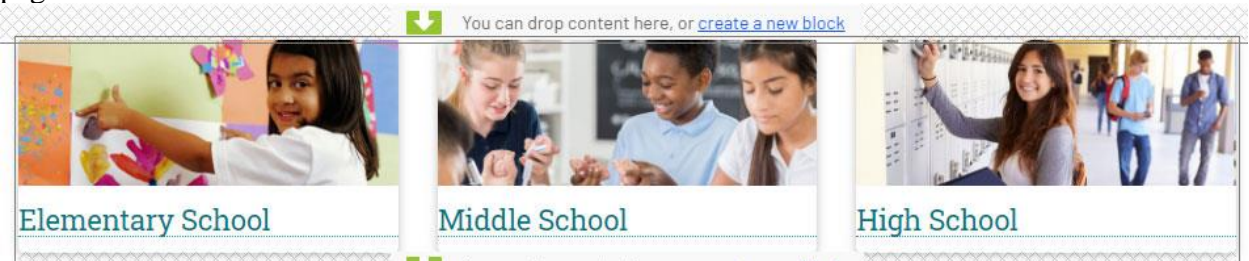 You can drop content here, or create a new block
Elementary School
Middle School
High School